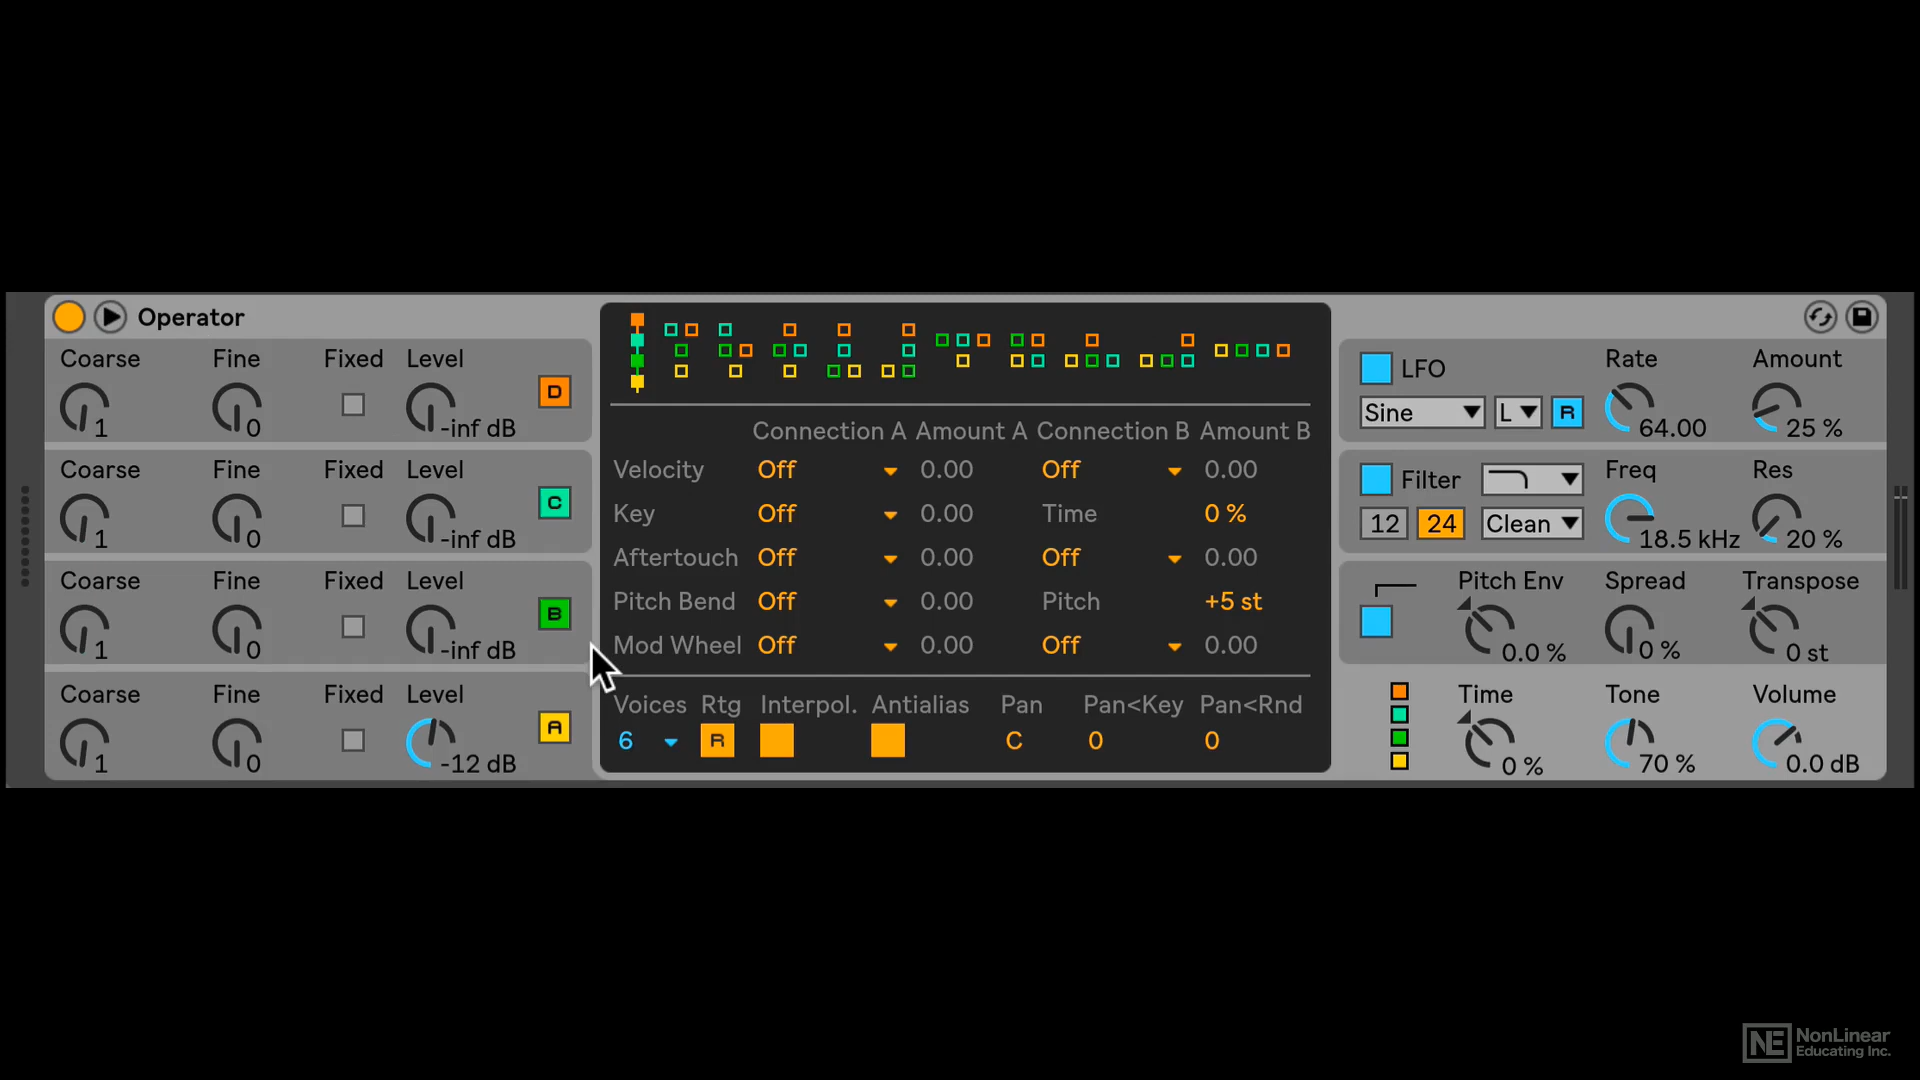 Operator
Coarse Fine Fixed Level
1 0 -inf dB D
Coarse Fine Fixed Level
1 0 -inf dB C
Coarse Fine Fixed Level
1 0 -inf dB B
Coarse Fine Fixed Level
1 0 -12 dB A
Connection A Amount A Connection B Amount B
Velocity Off 0.00 Off 0.00
Key Off 0.00 Time 0 %
Aftertouch Off 0.00 Off 0.00
Pitch Bend Off 0.00 Pitch +5 st
Mod Wheel Off 0.00 Off 0.00
Voices Rtg Interpol. Antialias Pan Pan<Key Pan<Rnd
6 R C 0 0
LFO Rate Amount
Sine L R 64.00 25 %
Filter Freq Res
12 24 Clean 18.5 kHz 20 %
Pitch Env Spread Transpose
0.0 % 0 % 0 st
Time Tone Volume
0 % 70 % 0.0 dB
NE NonLinear
Educating Inc.